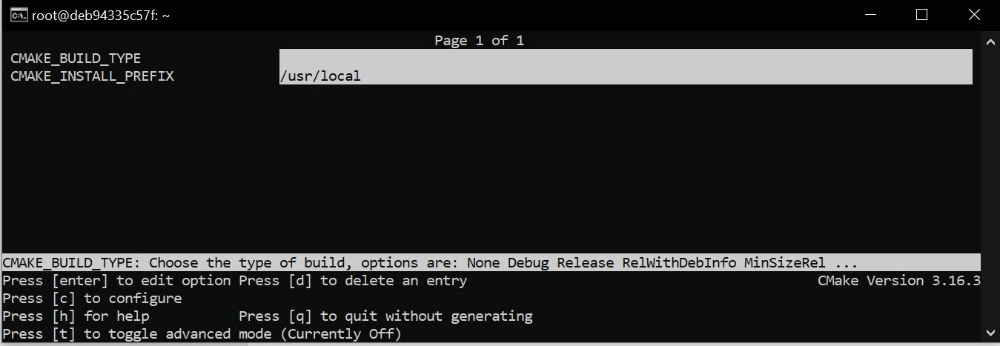 root@deb94335c57f: ~
Page 1 of 1
CMAKE_BUILD_TYPE
CMAKE_INSTALL_PREFIX /usr/local
CMAKE_BUILD_TYPE: Choose the type of build, options are: None Debug Release RelWithDebInfo MinSizeRel ...
Press [enter] to edit option Press [d] to delete an entry CMake Version 3.16.3
Press [c] to configure
Press [h] for help Press [q] to quit without generating
Press [t] to toggle advanced mode (Currently Off)